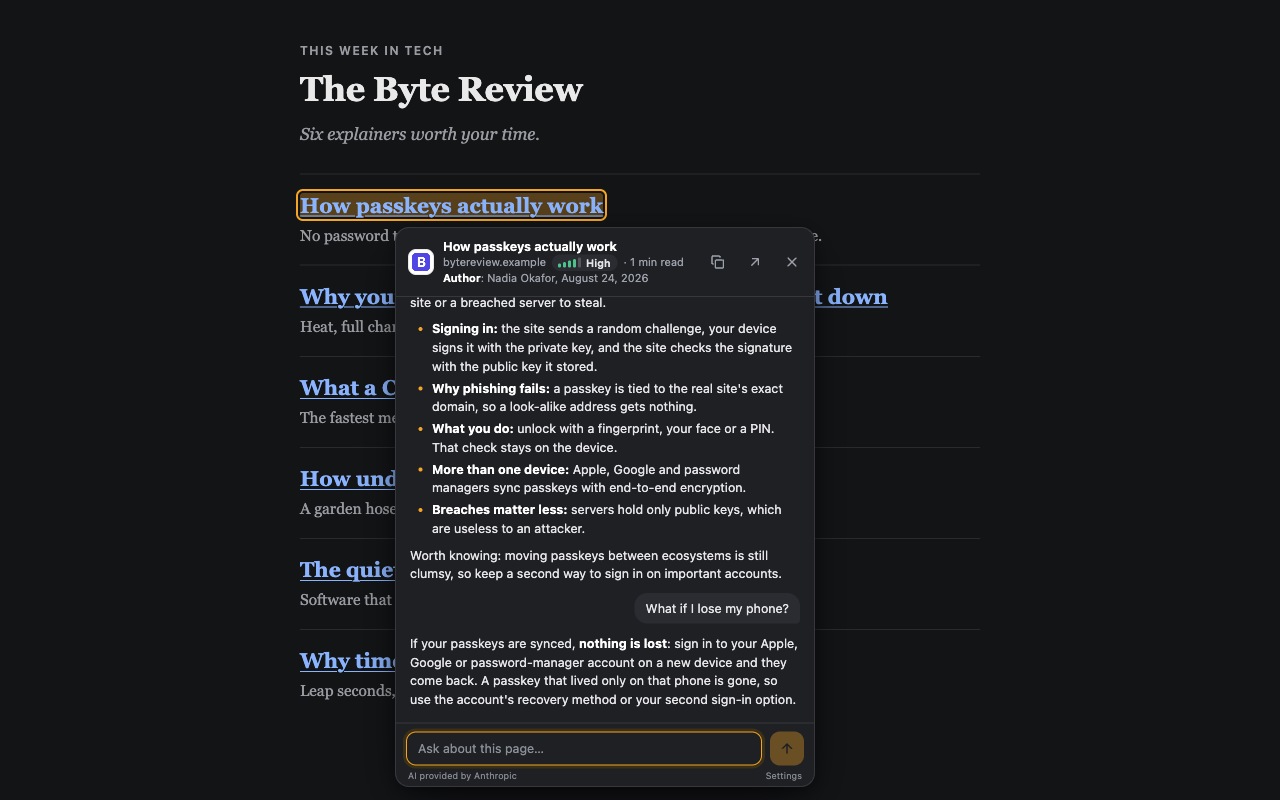 THIS WEEK IN TECH
The Byte Review
Six explainers worth your time.
How passkeys actually work
No password
e.
Why you
t down
Heat, full char
What a C
The fastest me
How und
A garden hose
The quie
Software that
Why time
Leap seconds,
B
How passkeys actually work
bytereview.example High · 1 min read
Author: Nadia Okafor, August 24, 2026
site or a breached server to steal.
• Signing in: the site sends a random challenge, your device
signs it with the private key, and the site checks the signature
with the public key it stored.
• Why phishing fails: a passkey is tied to the real site's exact
domain, so a look-alike address gets nothing.
• What you do: unlock with a fingerprint, your face or a PIN.
That check stays on the device.
• More than one device: Apple, Google and password
managers sync passkeys with end-to-end encryption.
• Breaches matter less: servers hold only public keys, which
are useless to an attacker.
Worth knowing: moving passkeys between ecosystems is still
clumsy, so keep a second way to sign in on important accounts.
What if I lose my phone?
If your passkeys are synced, nothing is lost: sign in to your Apple,
Google or password-manager account on a new device and they
come back. A passkey that lived only on that phone is gone, so
use the account's recovery method or your second sign-in option.
Ask about this page…
AI provided by Anthropic
Settings